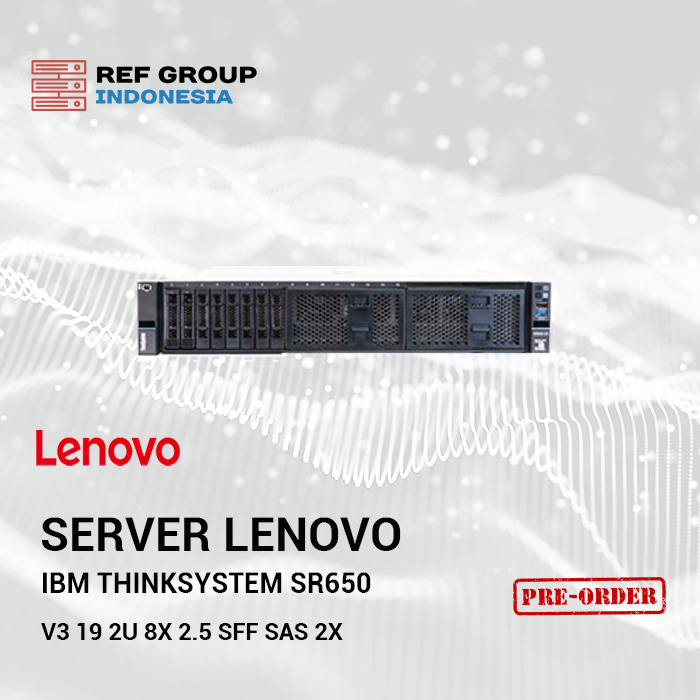 REF GROUP
INDONESIA
Lenovo
SERVER LENOVO
IBM THINKSYSTEM SR650
PRE-ORDER
V3 19 2U 8X 2.5 SFF SAS 2X